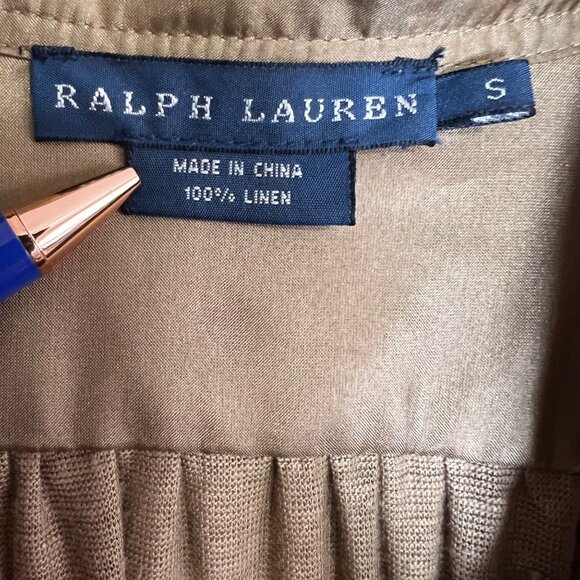 RALPH LAUREN
S
MADE IN CHINA
100% LINEN